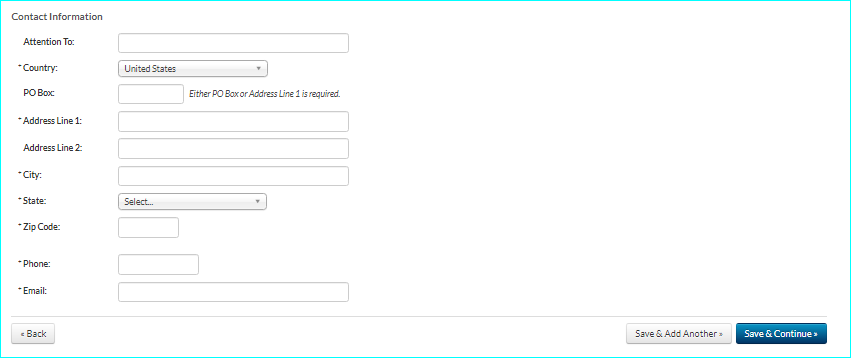 Contact Information
Attention To:
* Country: United States
PO Box: Either PO Box or Address Line 1 is required.
* Address Line 1:
Address Line 2:
* City:
* State: Select...
* Zip Code:
* Phone:
* Email:
« Back Save & Add Another » Save & Continue »